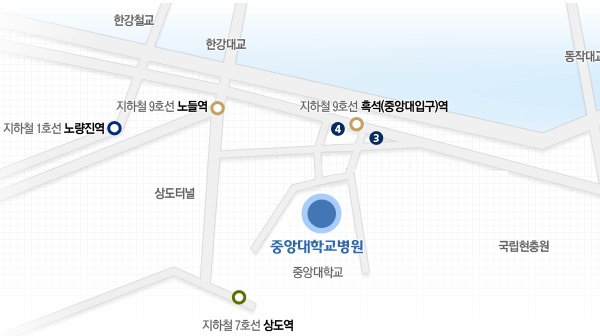 한강철교
한강대교
동작대교
지하철 9호선 노들역
지하철 9호선 흑석(중앙대입구)역
지하철 1호선 노량진역
4
3
상도터널
중앙대학교병원
국립현충원
중앙대학교
지하철 7호선 상도역